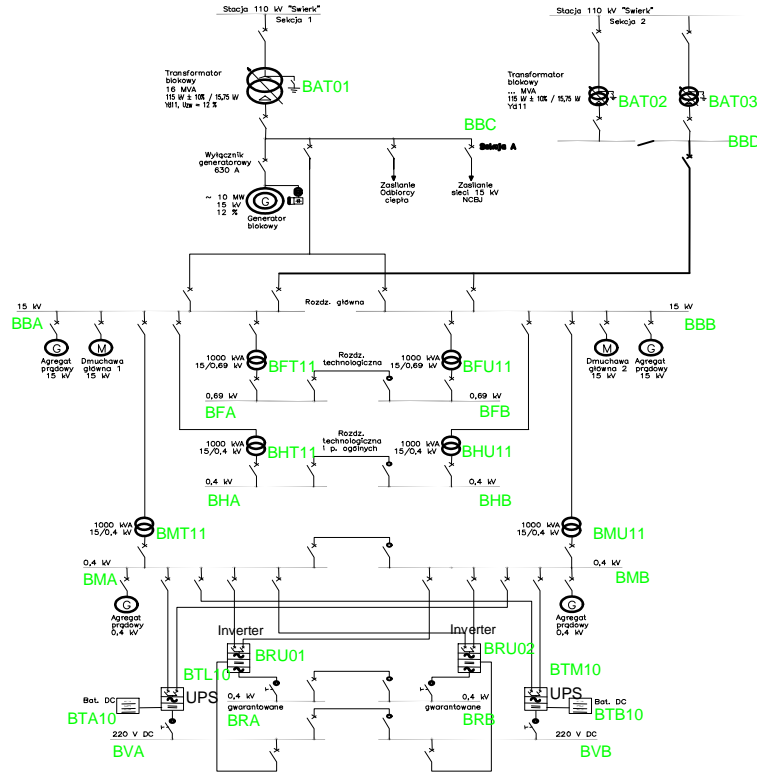 Stacja 110 kV "Swierk"
Sekcja 1
Stacja 110 kV "Swierk"
Sekcja 2
Transformator
blokowy
16 MVA
115 W ± 10% / 15,75 W
Yd11, Uzw = 12 %
BAT01
Transformator
blokowy
... MVA
115 W ± 10% / 15,75 W
Yd11
BAT02
BAT03
BBC
BBD
Sekcja A
Wyłącznik
generatorowy
630 A
~ 10 MW
15 kV
12 %
G
Generator
blokowy
Zasilanie
Odbiorcy
ciepła
Zasilanie
sieci 15 kV
NCBJ
15 kV
Rozdz. główna
15 kV
BBA
BBB
G
Agregat
prądowy
15 kV
M
Dmuchawa
główna 1
15 kV
1000 kVA
15/0,69 kV
BFT11
Rozdz.
technologiczna
1000 kVA
15/0,69 kV
BFU11
M
Dmuchawa
główna 2
15 kV
G
Agregat
prądowy
15 kV
0,69 kV
BFA
0,69 kV
BFB
1000 kVA
15/0,4 kV
BHT11
Rozdz.
technologiczna
i p. ogólnych
1000 kVA
15/0,4 kV
BHU11
0,4 kV
BHA
0,4 kV
BHB
1000 kVA
15/0,4 kV
BMT11
1000 kVA
15/0,4 kV
BMU11
0,4 kV
BMA
0,4 kV
BMB
G
Agregat
prądowy
0,4 kV
G
Agregat
prądowy
0,4 kV
Inverter
BRU01
Inverter
BRU02
BTL10
UPS
BTM10
UPS
Bat. DC
BTA10
Bat. DC
BTB10
0,4 kV
gwarantowane
BRA
0,4 kV
gwarantowane
BRB
220 V DC
BVA
220 V DC
BVB